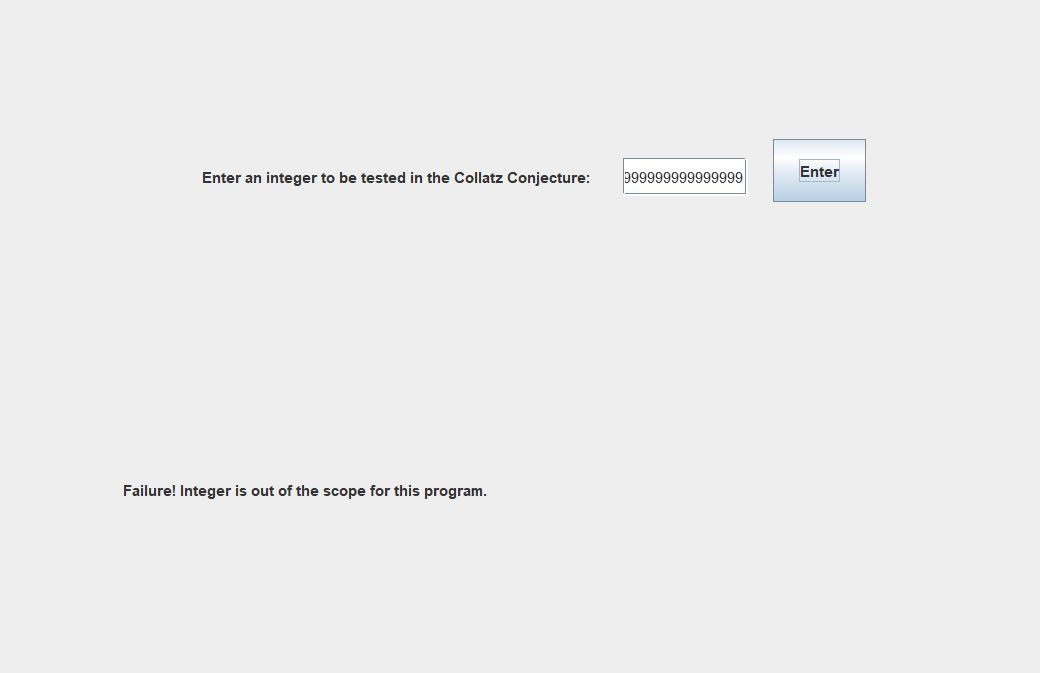 Enter an integer to be tested in the Collatz Conjecture: 999999999999999 Enter
Failure! Integer is out of the scope for this program.